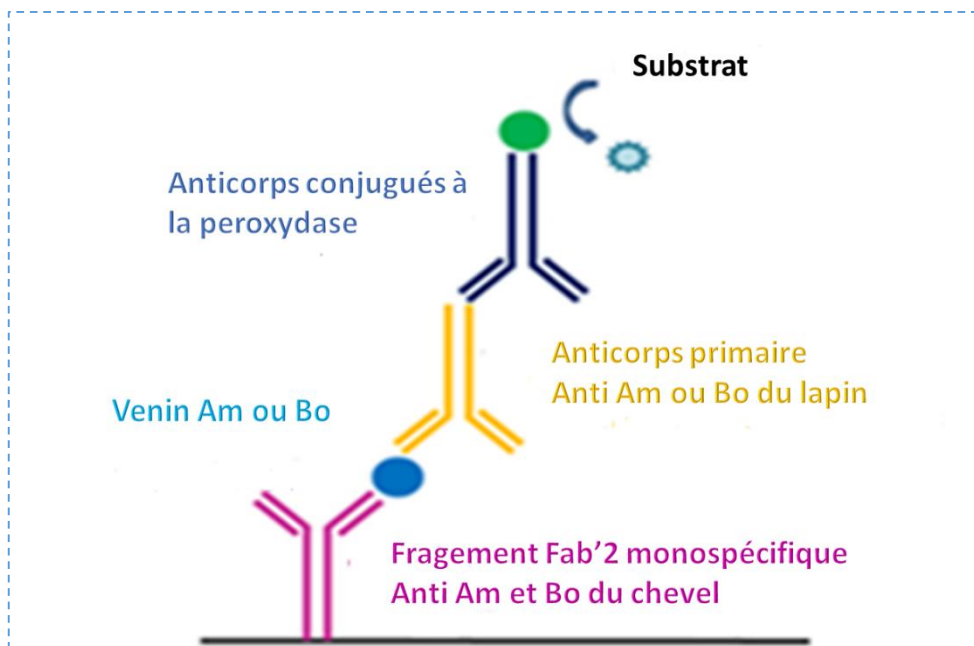 Substrat
Anticorps conjugués à
la peroxydase
Anticorps primaire
Anti Am ou Bo du lapin
Venin Am ou Bo
Fragement Fab’2 monospécifique
Anti Am et Bo du chevel